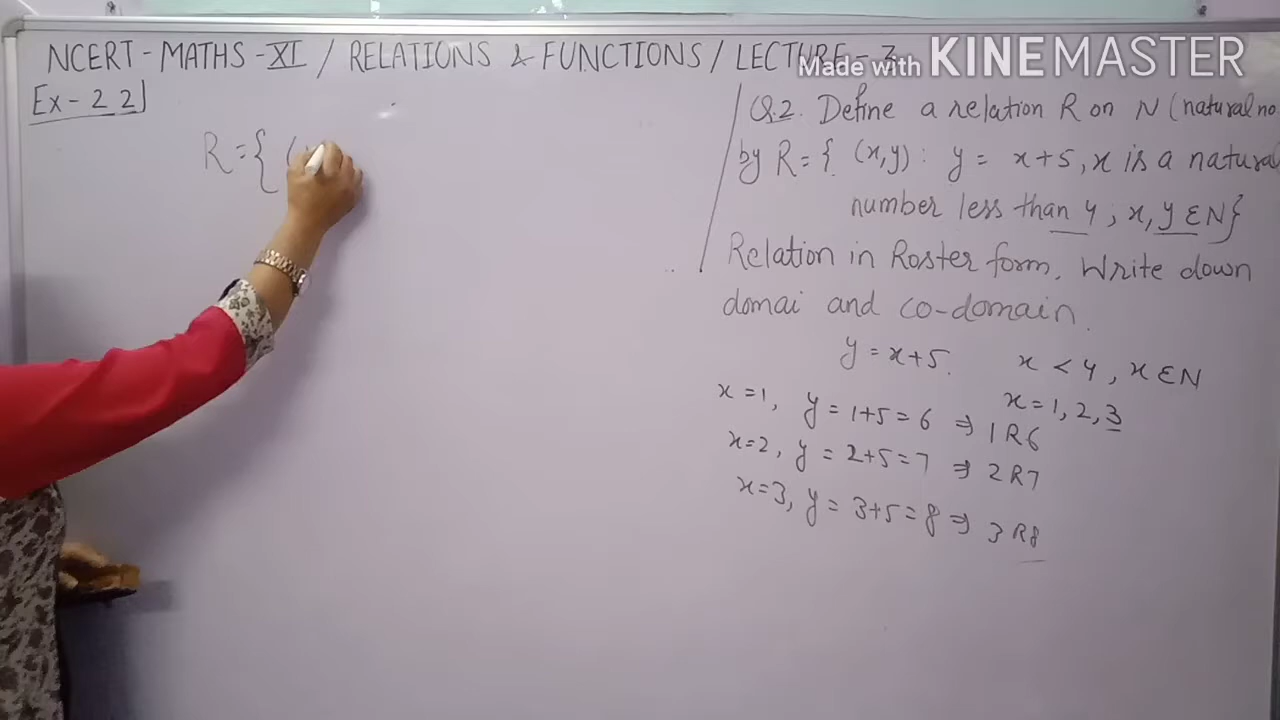 NCERT - MATHS - XI / RELATIONS & FUNCTIONS / LECTURE - 3
Made with KINEMASTER
Ex - 2.2
R = { (
Q.2. Define a relation R on N (natural no.
by R = { (x,y) : y = x+5, x is a natural
number less than 4 ; x, y ∈ N}
Relation in Roster form. Write down
domai and co-domain.
y = x+5. x < 4, x ∈ N
x = 1, 2, 3
x = 1, y = 1+5 = 6 ⇒ 1 R 6
x = 2, y = 2+5 = 7 ⇒ 2 R 7
x = 3, y = 3+5 = 8 ⇒ 3 R 8